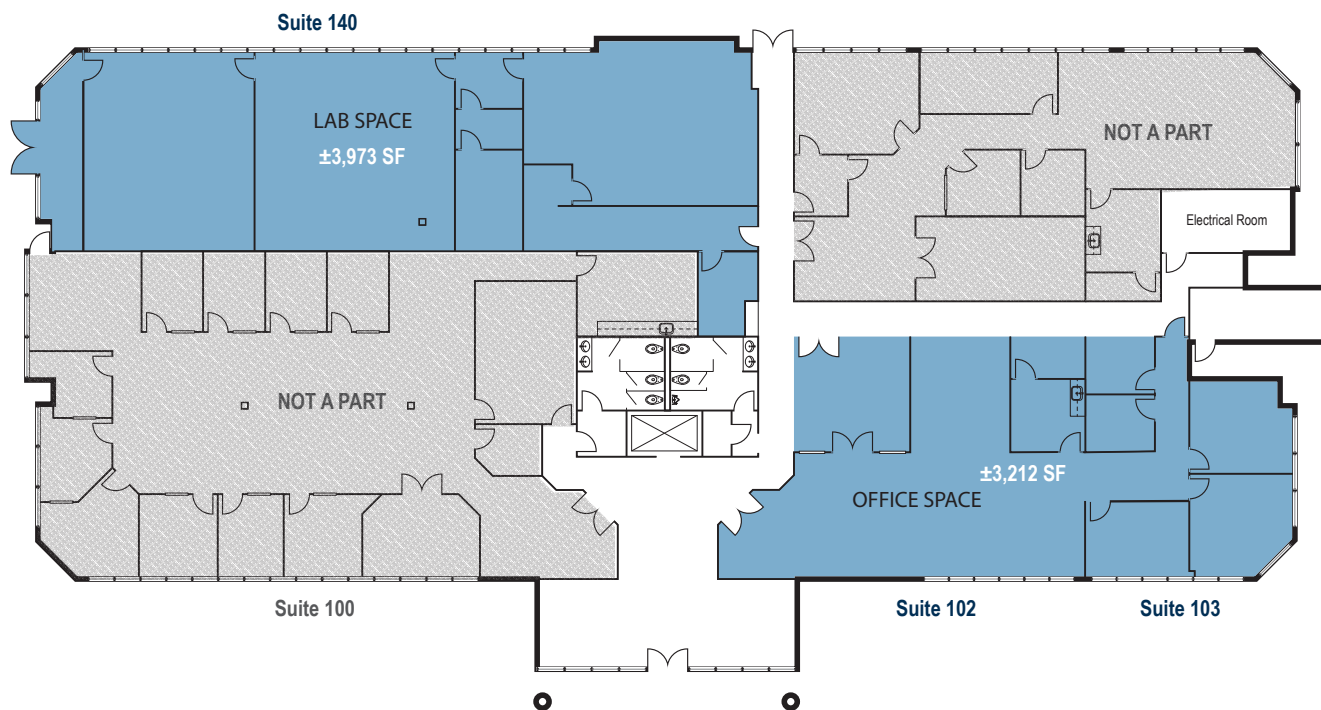 Suite 140
LAB SPACE
±3,973 SF
NOT A PART
Electrical Room
NOT A PART
±3,212 SF
OFFICE SPACE
Suite 100
Suite 102
Suite 103